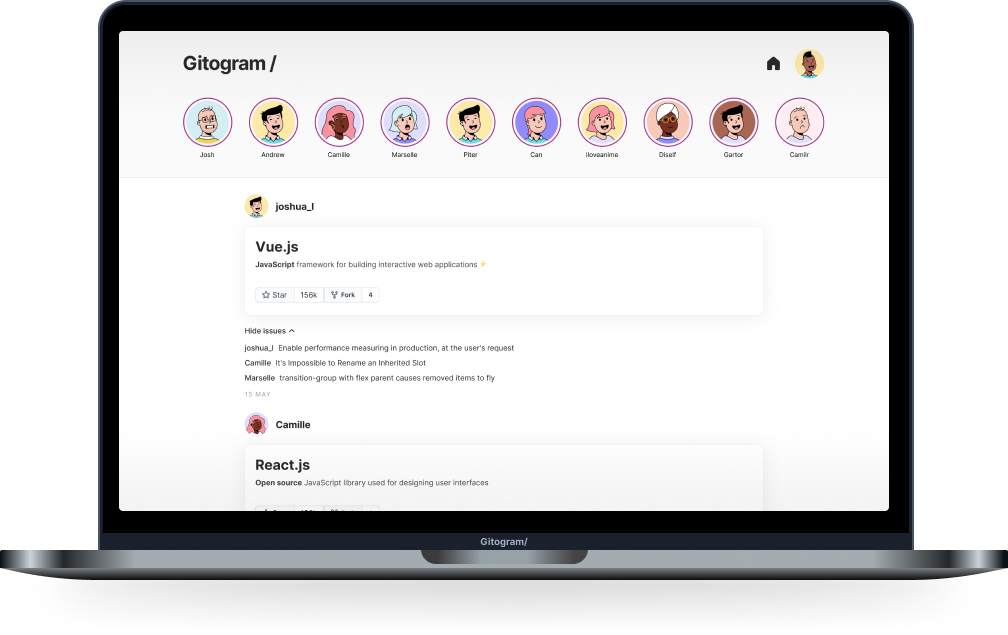 Gitogram /
Josh Andrew Camille Marselle Piter Can Iloveanime Diself Gartor Camilr
joshua_l
Vue.js
JavaScript framework for building interactive web applications ⚡
Star 156k Fork 4
Hide issues
joshua_l Enable performance measuring in production, at the user's request
Camille It's Impossible to Rename an Inherited Slot
Marselle transition-group with flex parent causes removed items to fly
15 MAY
Camille
React.js
Open source JavaScript library used for designing user interfaces
Gitogram/